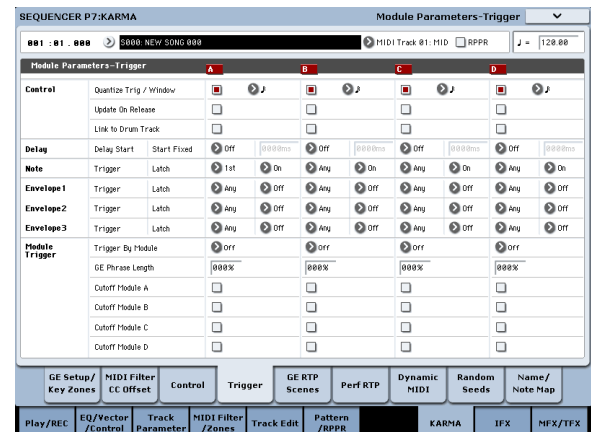 SEQUENCER P7:KARMA Module Parameters-Trigger
001 :01 . 000 S000: NEW SONG 000 MIDI Track 01: MID RPPR ♩ = 120.00
Module Parameters-Trigger A B C D
Control Quantize Trig / Window ♪ ♪ ♪ ♪
Update On Release
Link to Drum Track
Delay Delay Start Start Fixed Off 0000ms Off 0000ms Off 0000ms Off 0000ms
Note Trigger Latch 1st On Any On Any On Any On
Envelope1 Trigger Latch Any Off Any Off Any Off Any Off
Envelope2 Trigger Latch Any Off Any Off Any Off Any Off
Envelope3 Trigger Latch Any Off Any Off Any Off Any Off
Module Trigger Trigger By Module Off Off Off Off
GE Phrase Length 000% 000% 000% 000%
Cutoff Module A
Cutoff Module B
Cutoff Module C
Cutoff Module D
GE Setup/ Key Zones MIDI Filter CC Offset Control Trigger GE RTP Scenes Perf RTP Dynamic MIDI Random Seeds Name/ Note Map
Play/REC EQ/Vector /Control Track Parameter MIDI Filter /Zones Track Edit Pattern /RPPR KARMA IFX MFX/TFX